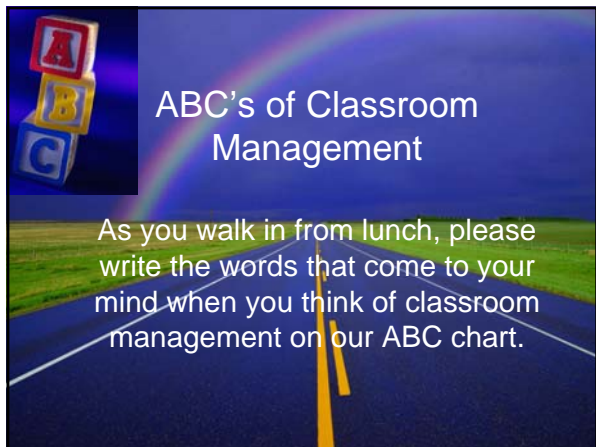 A
B
C
ABC's of Classroom
Management
As you walk in from lunch, please
write the words that come to your
mind when you think of classroom
management on our ABC chart.